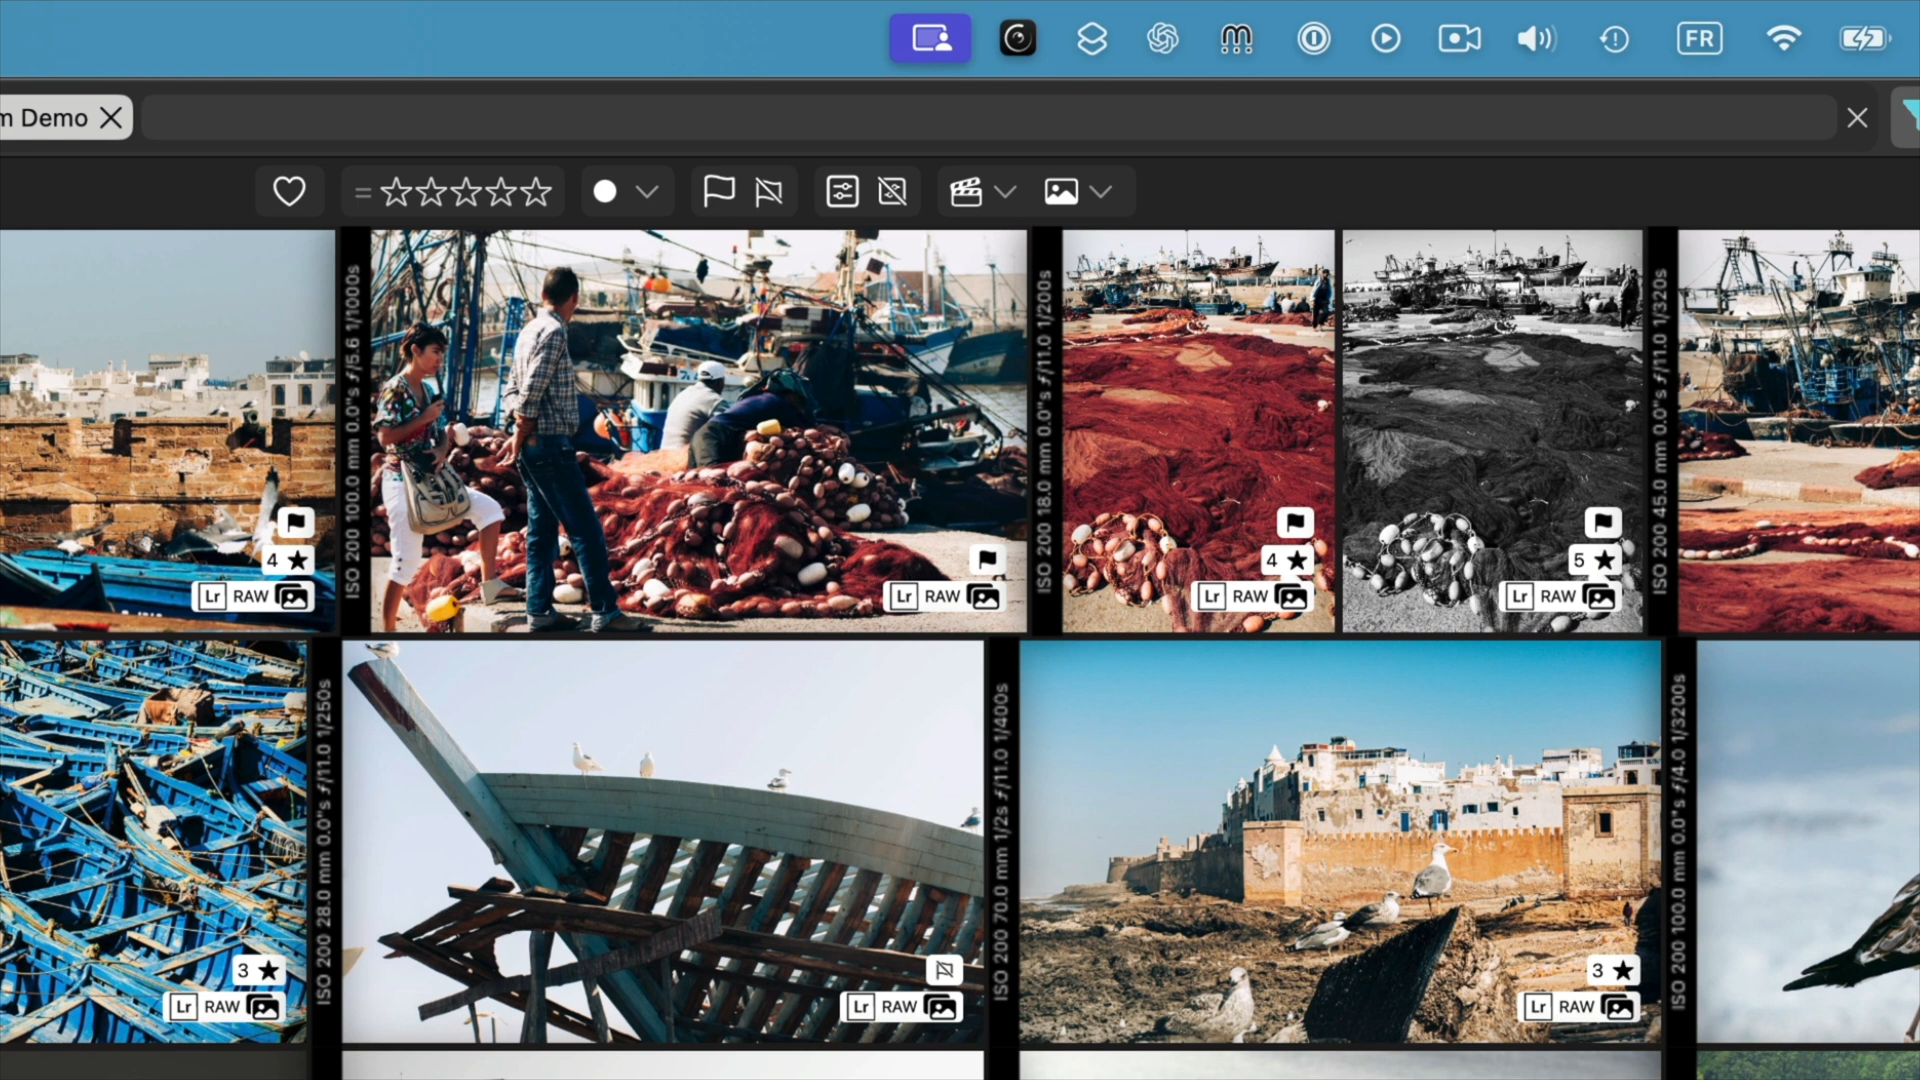 FR
m Demo
ISO 200 100.0 mm 0.0"s ƒ/5.6 1/1000s
ISO 200 18.0 mm 0.0"s ƒ/11.0 1/200s
ISO 200 45.0 mm 0.0"s ƒ/11.0 1/320s
4
Lr RAW
Lr RAW
4
Lr RAW
5
Lr RAW
ISO 200 28.0 mm 0.0"s ƒ/11.0 1/250s
ISO 200 70.0 mm 1/2s ƒ/11.0 1/400s
ISO 200 100.0 mm 0.0"s ƒ/4.0 1/3200s
3
Lr RAW
Lr RAW
3
Lr RAW